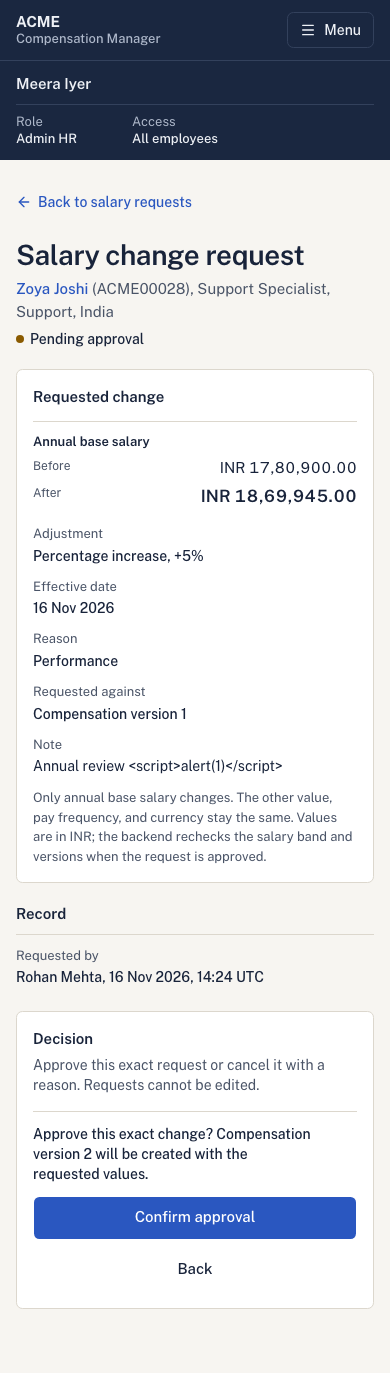 ACME
Compensation Manager
Menu
Meera Iyer
Role
Admin HR
Access
All employees
Back to salary requests
Salary change request
Zoya Joshi (ACME00028), Support Specialist,
Support, India
Pending approval
Requested change
Annual base salary
Before
INR 17,80,900.00
After
INR 18,69,945.00
Adjustment
Percentage increase, +5%
Effective date
16 Nov 2026
Reason
Performance
Requested against
Compensation version 1
Note
Annual review <script>alert(1)</script>
Only annual base salary changes. The other value,
pay frequency, and currency stay the same. Values
are in INR; the backend rechecks the salary band and
versions when the request is approved.
Record
Requested by
Rohan Mehta, 16 Nov 2026, 14:24 UTC
Decision
Approve this exact request or cancel it with a
reason. Requests cannot be edited.
Approve this exact change? Compensation
version 2 will be created with the
requested values.
Confirm approval
Back